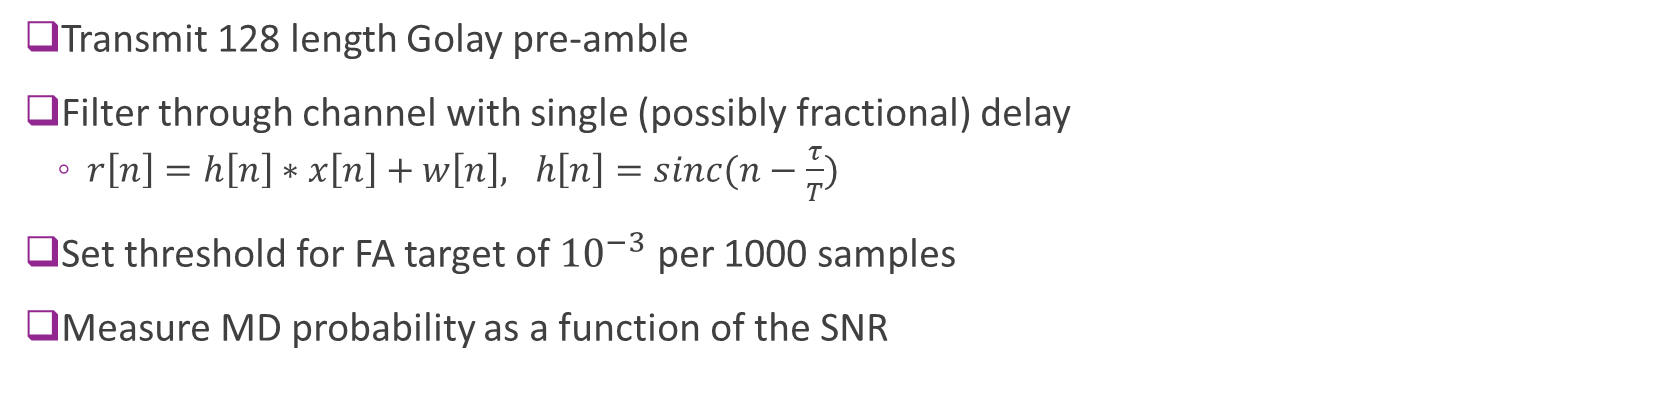 ❑Transmit 128 length Golay pre-amble
❑Filter through channel with single (possibly fractional) delay
◦ r[n] = h[n] ∗ x[n] + w[n], h[n] = sinc(n − τ/T)
❑Set threshold for FA target of 10⁻³ per 1000 samples
❑Measure MD probability as a function of the SNR